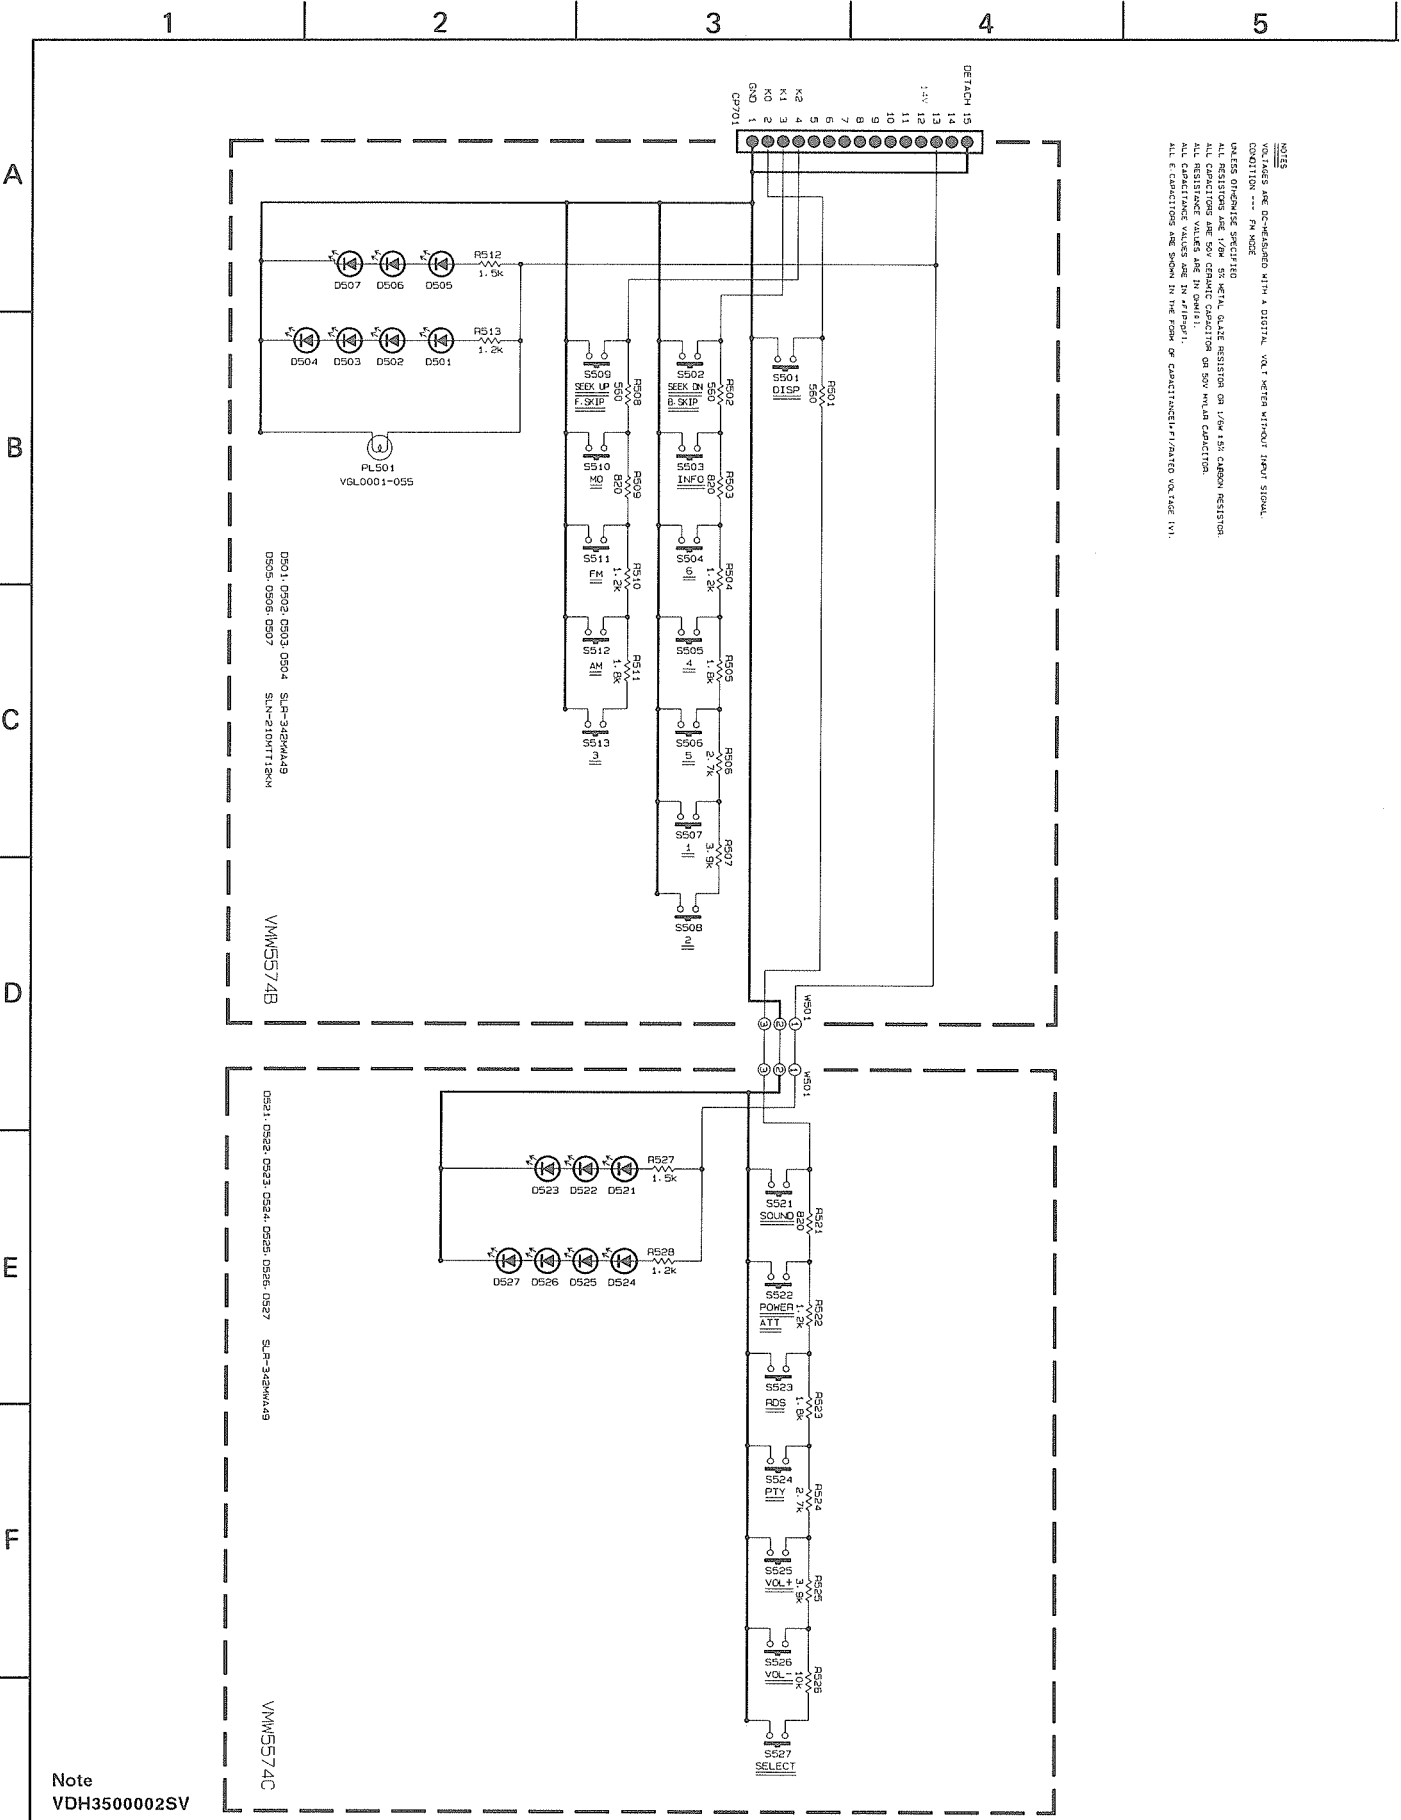 1 2 3 4 5
A
B
C
D
E
F
NOTES
VOLTAGES ARE DC-MEASURED WITH A DIGITAL VOLT METER WITHOUT INPUT SIGNAL.
CONDITION --- FM MODE
UNLESS OTHERWISE SPECIFIED
ALL RESISTORS ARE 1/8W 5% METAL GLAZE RESISTOR OR 1/6W ±5% CARBON RESISTOR.
ALL CAPACITORS ARE 50V CERAMIC CAPACITOR OR 50V MYLAR CAPACITOR.
ALL RESISTANCE VALUES ARE IN OHM(Ω).
ALL CAPACITANCE VALUES ARE IN μF(P=pF).
ALL E.CAPACITORS ARE SHOWN IN THE FORM OF CAPACITANCE(μF)/RATED VOLTAGE (V).
CP701
GND 1
K0 2
K1 3
K2 4
5
6
7
8
9
10
11
14V 12
13
14
DETACH 15
R512
1.5k
D507 D506 D505
R513
1.2k
D504 D503 D502 D501
PL501
VGL0001-055
S509
SEEK UP
F.SKIP
R508
560
S510
MO
R509
820
S511
FM
R510
1.2k
S512
AM
R511
1.8k
S513
3
S502
SEEK DN
B.SKIP
R502
560
S503
INFO
R503
820
S504
6
R504
1.2k
S505
4
R505
1.8k
S506
5
R506
2.7k
S507
1
R507
3.9k
S508
2
S501
DISP
R501
560
D501.D502.D503.D504 SLR-342MWA49
D505.D506.D507 SLN-210MTT12KM
VMW5574B
W501
3 2 1
3 2 1
W501
D521.D522.D523.D524.D525.D526.D527 SLR-342MWA49
R527
1.5k
D523 D522 D521
R528
1.2k
D527 D526 D525 D524
S521
SOUND
R521
820
S522
POWER
ATT
R522
1.2k
S523
RDS
R523
1.8k
S524
PTY
R524
2.7k
S525
VOL+
R525
3.9k
S526
VOL-
R526
10k
S527
SELECT
VMW5574C
Note
VDH3500002SV